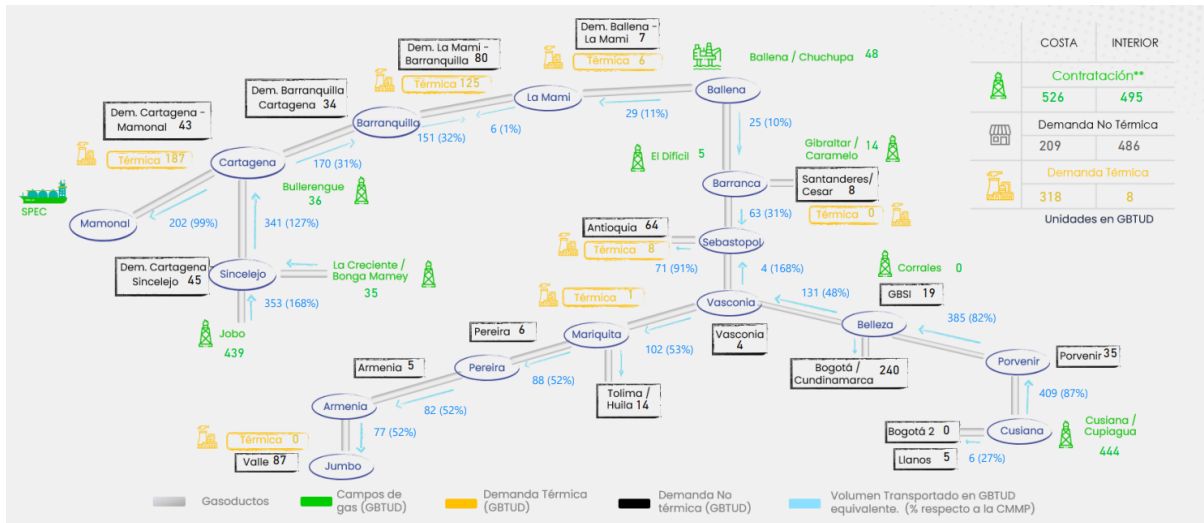 Dem. Ballena -
La Mami 7
Térmica 6
Dem. La Mami -
Barranquilla 80
Térmica 125
Ballena / Chuchupa 48
Dem. Barranquilla
Cartagena 34
La Mami
Ballena
29 (11%)
6 (1%)
25 (10%)
Dem. Cartagena -
Mamonal 43
Barranquilla
151 (32%)
Térmica 187
Cartagena
170 (31%)
El Difícil 5
Gibraltar /
Caramelo 14
Bullerengue
36
Barranca
Santanderes/
Cesar 8
SPEC
Mamonal
202 (99%)
341 (127%)
63 (31%)
Térmica 0
Antioquia 64
Térmica 8
Sebastopol
71 (91%)
4 (168%)
Dem. Cartagena
Sincelejo 45
Sincelejo
La Creciente /
Bonga Mamey
35
353 (168%)
Jobo
439
Corrales 0
GBSI 19
Térmica 1
Vasconia
131 (48%)
Belleza
385 (82%)
Vasconia
4
Pereira 6
Mariquita
102 (53%)
Bogotá /
Cundinamarca 240
Porvenir
Porvenir 35
Armenia 5
Pereira
88 (52%)
Tolima /
Huila 14
409 (87%)
Armenia
82 (52%)
77 (52%)
Térmica 0
Valle 87
Jumbo
Bogotá 2 0
Llanos 5
6 (27%)
Cusiana
Cusiana /
Cupiagua
444
COSTA INTERIOR
Contratación**
526 495
Demanda No Térmica
209 486
Demanda Térmica
318 8
Unidades en GBTUD
Gasoductos
Campos de
gas (GBTUD)
Demanda Térmica
(GBTUD)
Demanda No
térmica (GBTUD)
Volumen Transportado en GBTUD
equivalente. (% respecto a la CMMP)